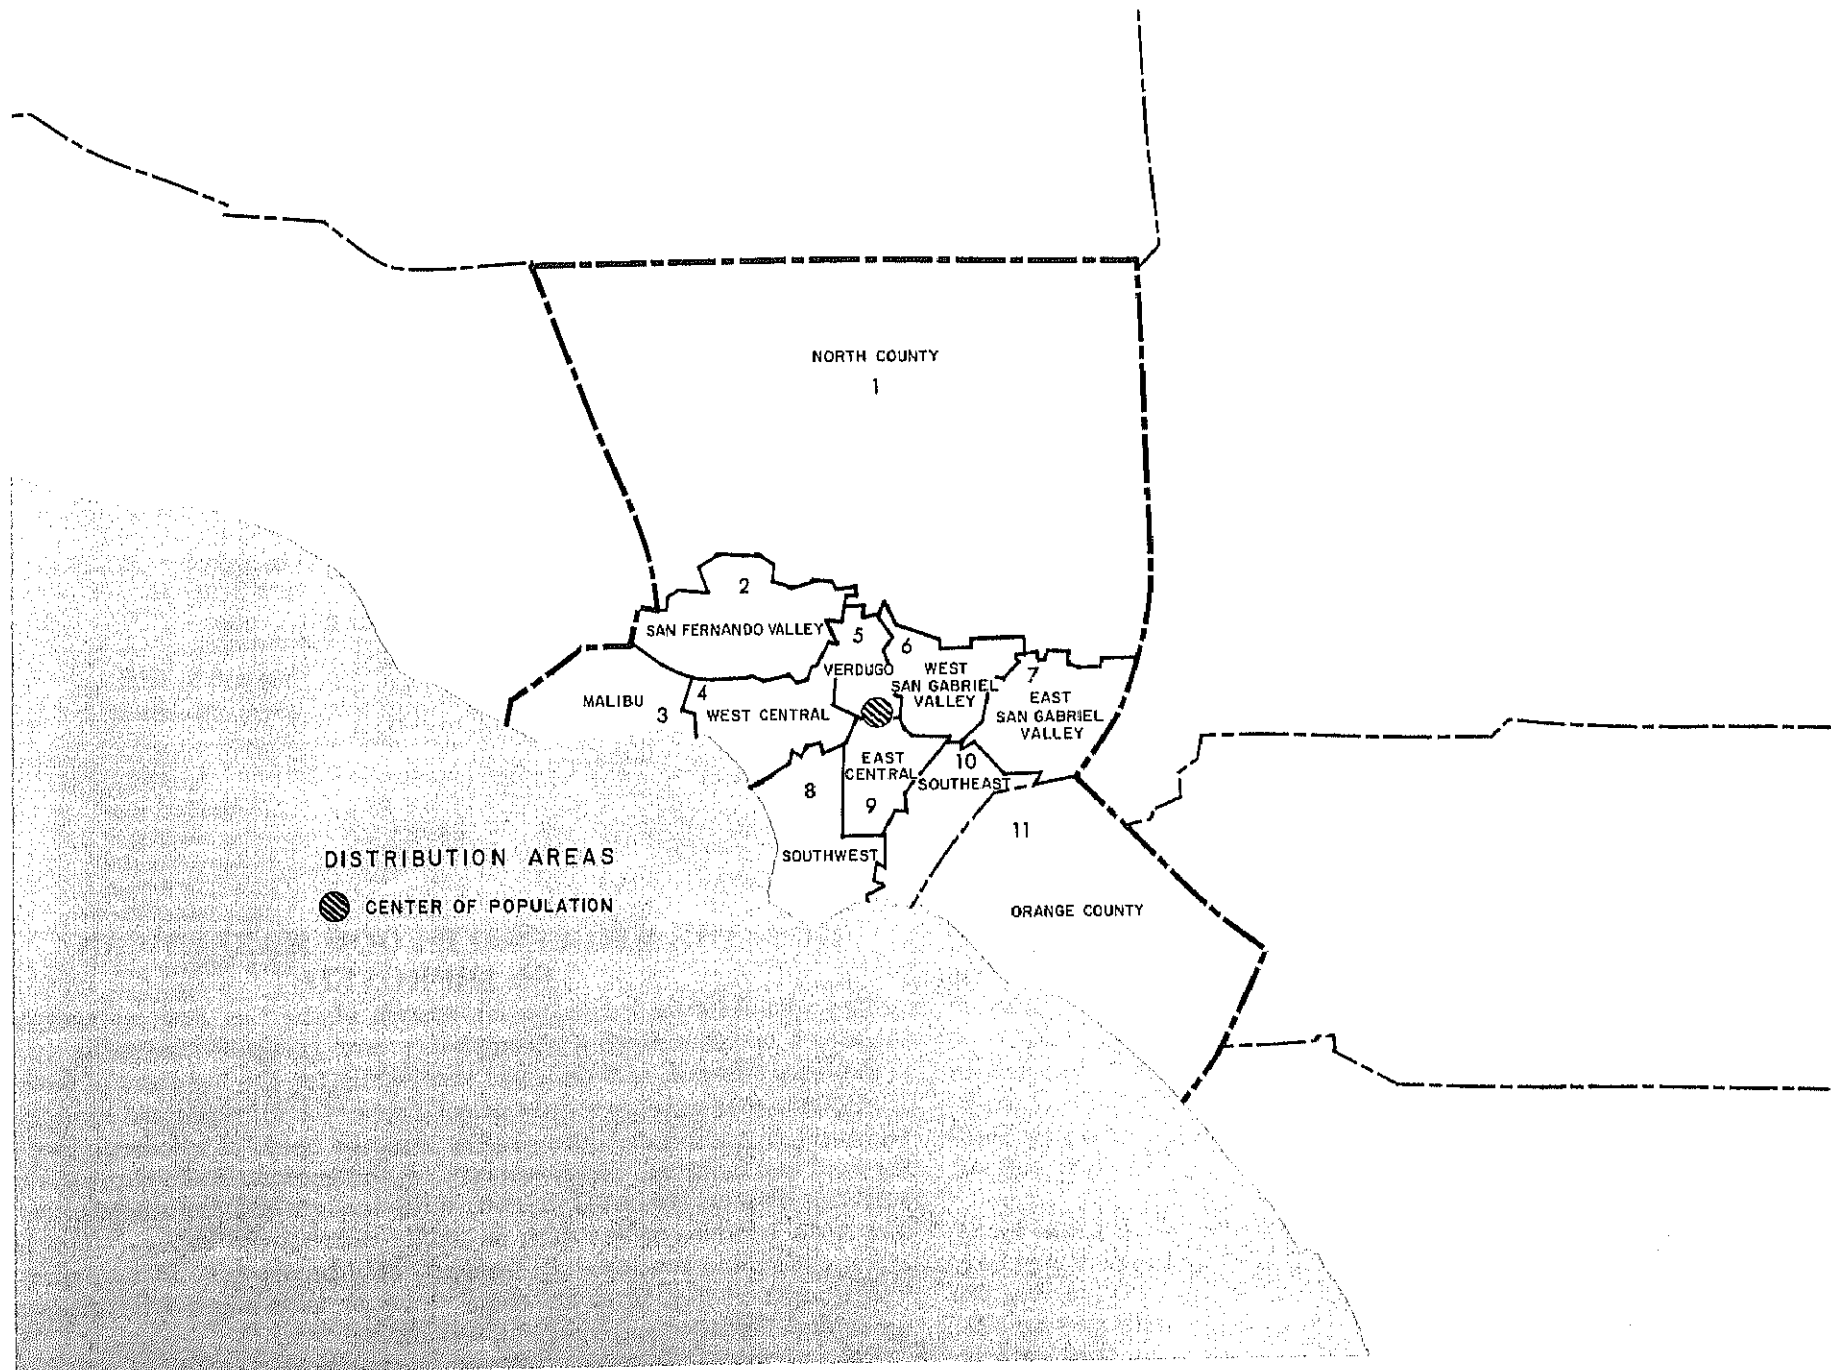 NORTH COUNTY
1
2
SAN FERNANDO VALLEY
5
VERDUGO
6
WEST
SAN GABRIEL
VALLEY
7
EAST
SAN GABRIEL
VALLEY
MALIBU
3
4
WEST CENTRAL
EAST
CENTRAL
9
10
SOUTHEAST
8
SOUTHWEST
11
ORANGE COUNTY
DISTRIBUTION AREAS
CENTER OF POPULATION